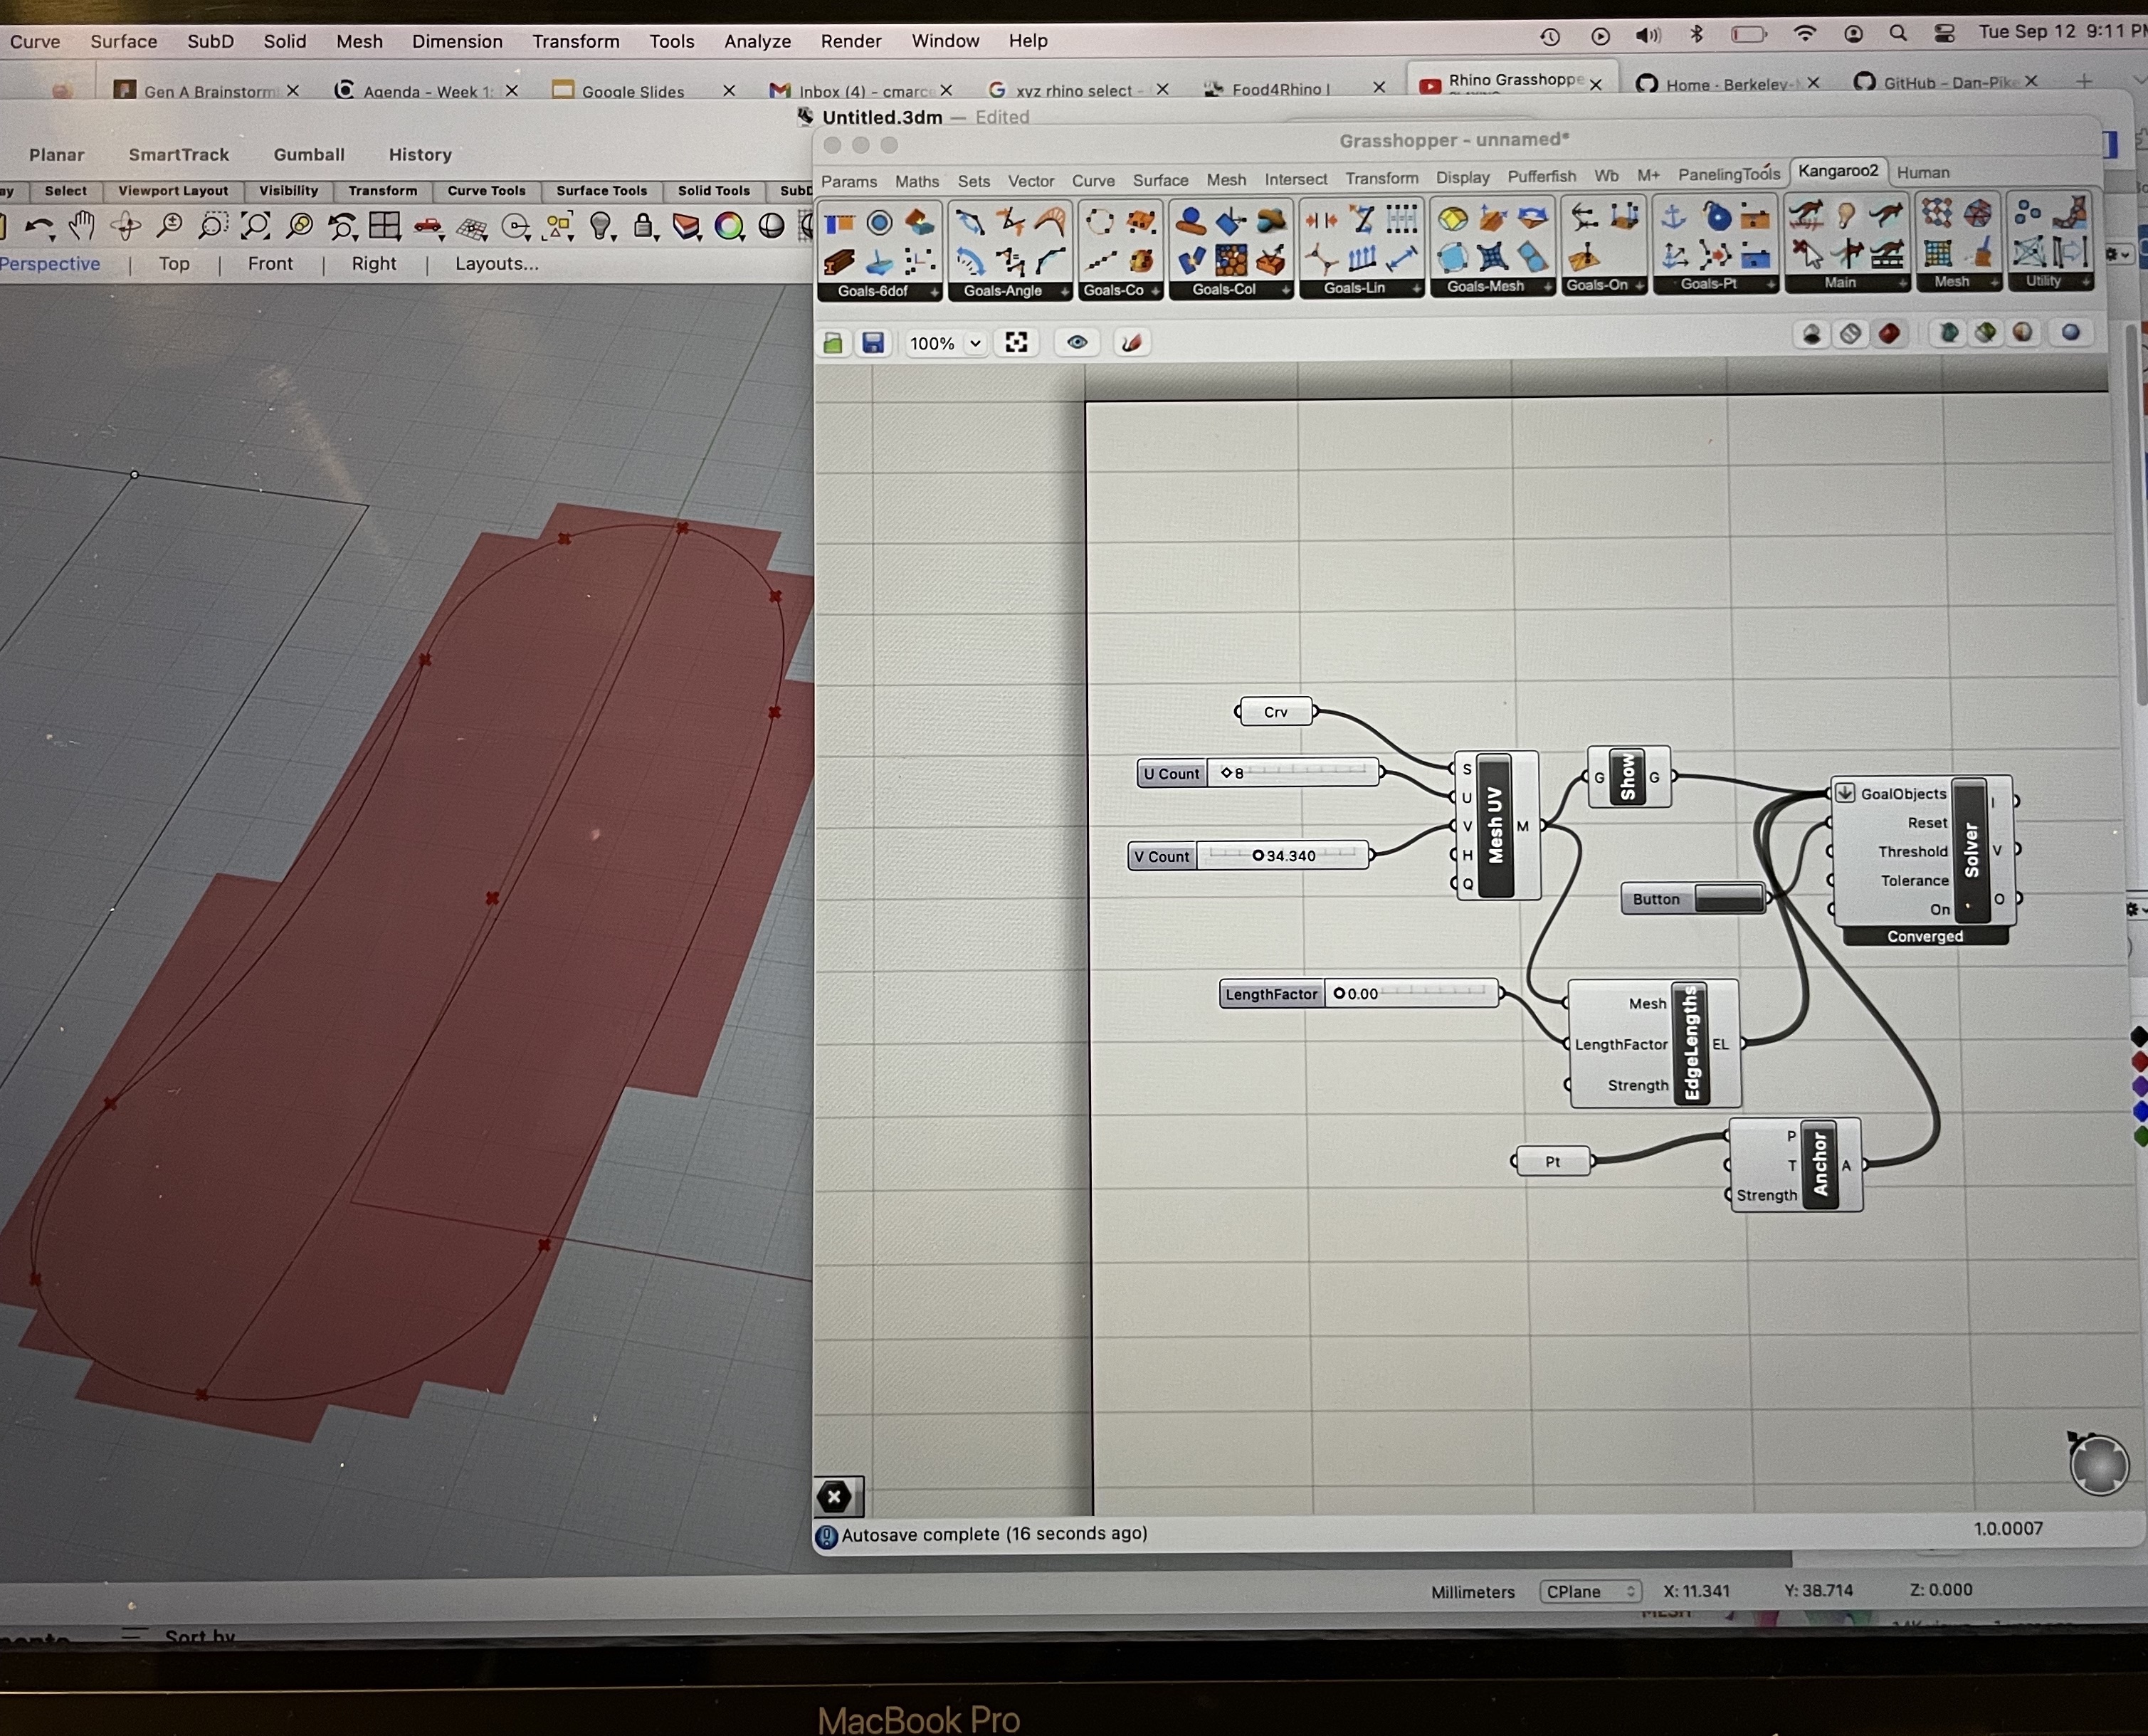 Curve Surface SubD Solid Mesh Dimension Transform Tools Analyze Render Window Help Tue Sep 12 9:11 PM
Gen A Brainstorm Agenda - Week 1: Google Slides Inbox (4) - cmarc xyz rhino select - Food4Rhino | Rhino Grasshoppe Home · Berkeley- GitHub - Dan-Pike
Untitled.3dm — Edited
Grasshopper - unnamed*
Planar SmartTrack Gumball History
Params Maths Sets Vector Curve Surface Mesh Intersect Transform Display Pufferfish Wb M+ PanelingTools Kangaroo2 Human
Select Viewport Layout Visibility Transform Curve Tools Surface Tools Solid Tools SubD
Perspective | Top | Front | Right | Layouts...
Goals-6dof Goals-Angle Goals-Co Goals-Col Goals-Lin Goals-Mesh Goals-On Goals-Pt Main Mesh Utility
100%
Crv
U Count 8
V Count 34.340
S
U
V
H
Q
Mesh UV
M
G Show G
GoalObjects
Reset
Threshold
Tolerance
On
Solver
I
V
O
Converged
Button
LengthFactor 0.00
Mesh
LengthFactor
Strength
EdgeLengths
EL
Pt
P
T
Strength
Anchor
A
Autosave complete (16 seconds ago) 1.0.0007
Millimeters CPlane X: 11.341 Y: 38.714 Z: 0.000
Sort by
MacBook Pro